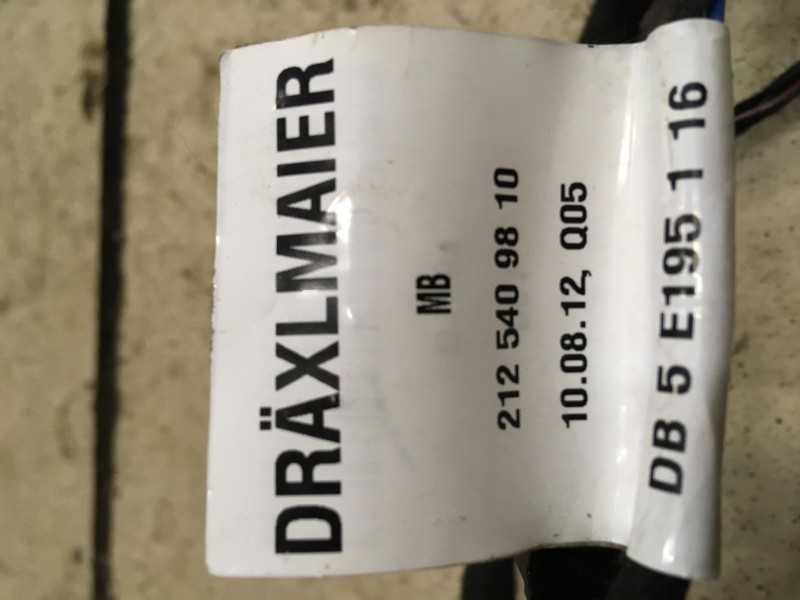 DRÄXLMAIER
MB
212 540 98 10
10.08.12, Q05
DB 5 E195 1 16